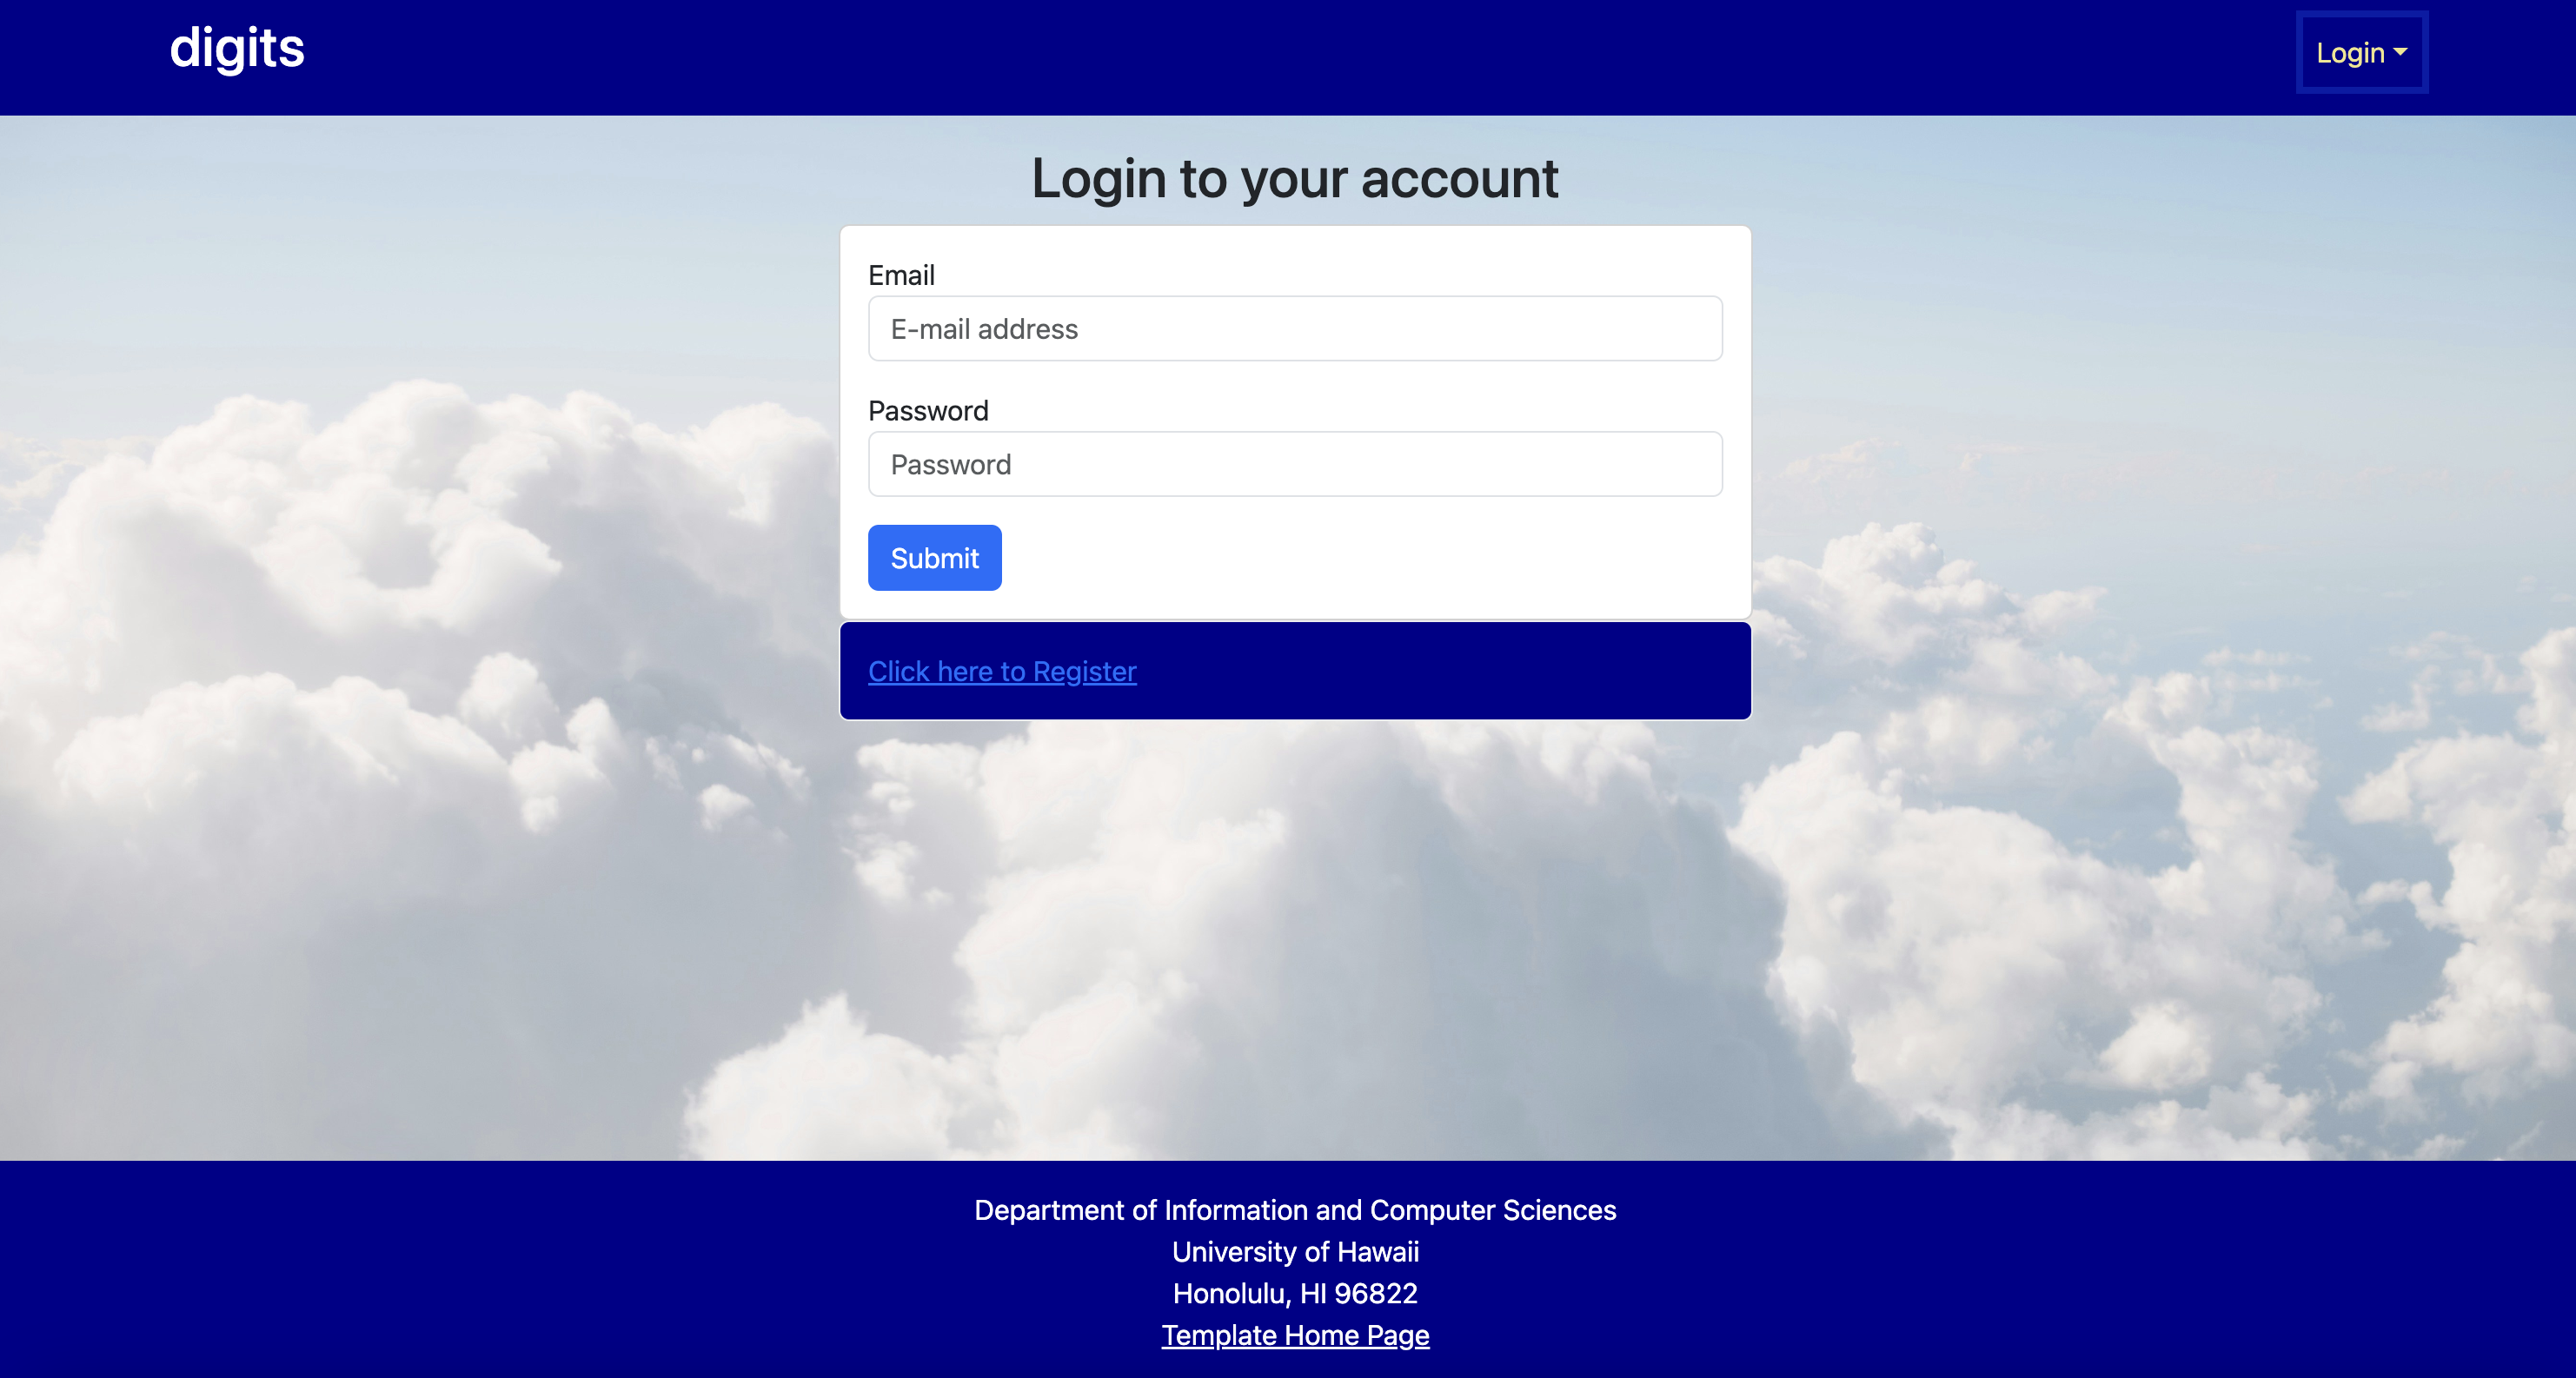 digits
Login
Login to your account
Email
E-mail address
Password
Password
Submit
Click here to Register
Department of Information and Computer Sciences
University of Hawaii
Honolulu, HI 96822
Template Home Page